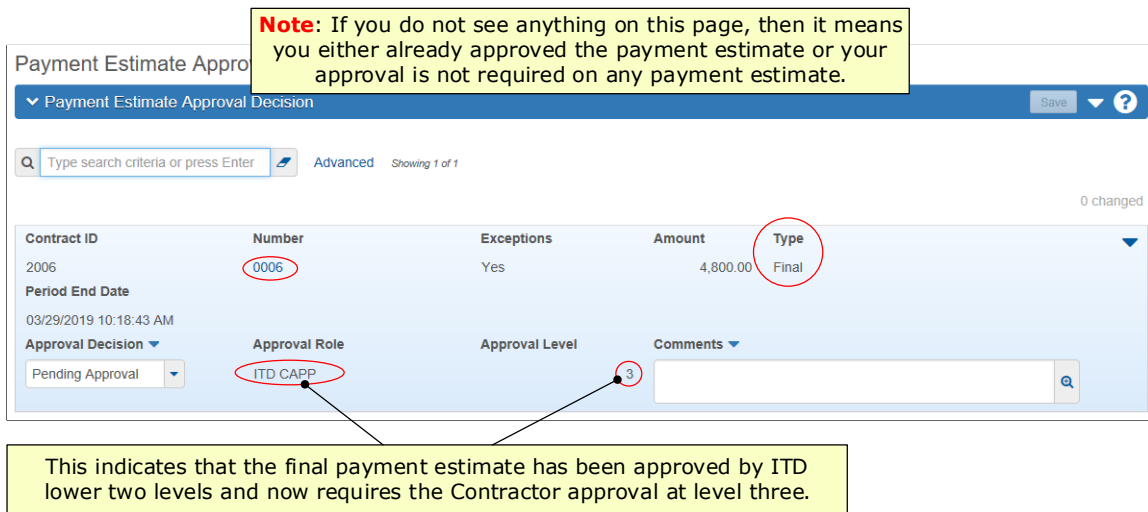 Note: If you do not see anything on this page, then it means
you either already approved the payment estimate or your
approval is not required on any payment estimate.
Payment Estimate Appro
Payment Estimate Approval Decision
Save
?
Type search criteria or press Enter
Advanced
Showing 1 of 1
0 changed
Contract ID Number Exceptions Amount Type
2006 0006 Yes 4,800.00 Final
Period End Date
03/29/2019 10:18:43 AM
Approval Decision Approval Role Approval Level Comments
Pending Approval ITD CAPP 3
This indicates that the final payment estimate has been approved by ITD
lower two levels and now requires the Contractor approval at level three.